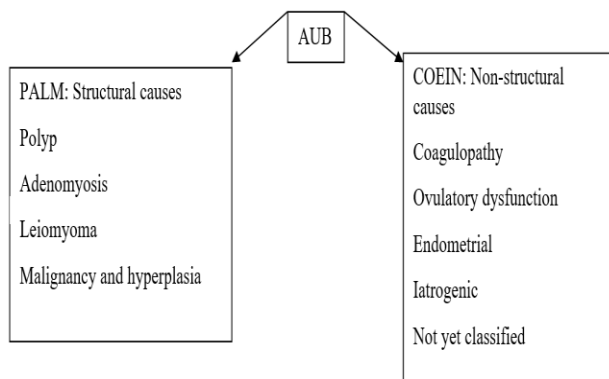 AUB
PALM: Structural causes
Polyp
Adenomyosis
Leiomyoma
Malignancy and hyperplasia
COEIN: Non-structural
causes
Coagulopathy
Ovulatory dysfunction
Endometrial
Iatrogenic
Not yet classified